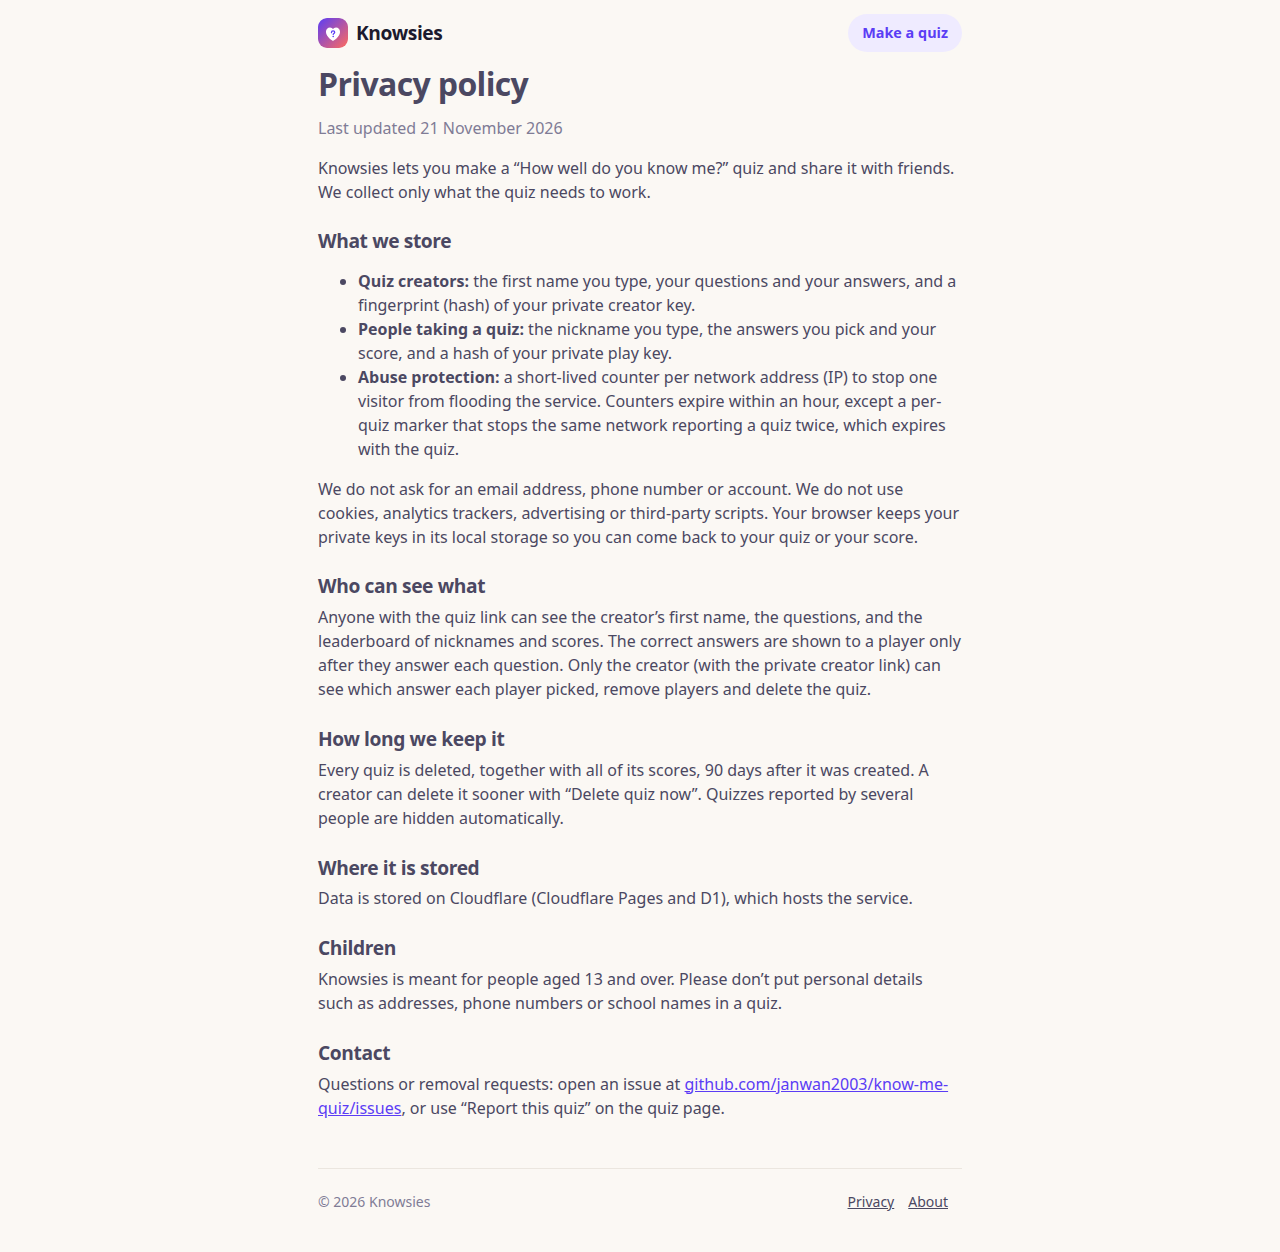 Knowsies
Make a quiz
Privacy policy
Last updated 21 November 2026
Knowsies lets you make a “How well do you know me?” quiz and share it with friends.
We collect only what the quiz needs to work.
What we store
• Quiz creators: the first name you type, your questions and your answers, and a
fingerprint (hash) of your private creator key.
• People taking a quiz: the nickname you type, the answers you pick and your
score, and a hash of your private play key.
• Abuse protection: a short-lived counter per network address (IP) to stop one
visitor from flooding the service. Counters expire within an hour, except a per-
quiz marker that stops the same network reporting a quiz twice, which expires
with the quiz.
We do not ask for an email address, phone number or account. We do not use
cookies, analytics trackers, advertising or third-party scripts. Your browser keeps your
private keys in its local storage so you can come back to your quiz or your score.
Who can see what
Anyone with the quiz link can see the creator’s first name, the questions, and the
leaderboard of nicknames and scores. The correct answers are shown to a player only
after they answer each question. Only the creator (with the private creator link) can
see which answer each player picked, remove players and delete the quiz.
How long we keep it
Every quiz is deleted, together with all of its scores, 90 days after it was created. A
creator can delete it sooner with “Delete quiz now”. Quizzes reported by several
people are hidden automatically.
Where it is stored
Data is stored on Cloudflare (Cloudflare Pages and D1), which hosts the service.
Children
Knowsies is meant for people aged 13 and over. Please don’t put personal details
such as addresses, phone numbers or school names in a quiz.
Contact
Questions or removal requests: open an issue at github.com/janwan2003/know-me-
quiz/issues, or use “Report this quiz” on the quiz page.
© 2026 Knowsies
Privacy About